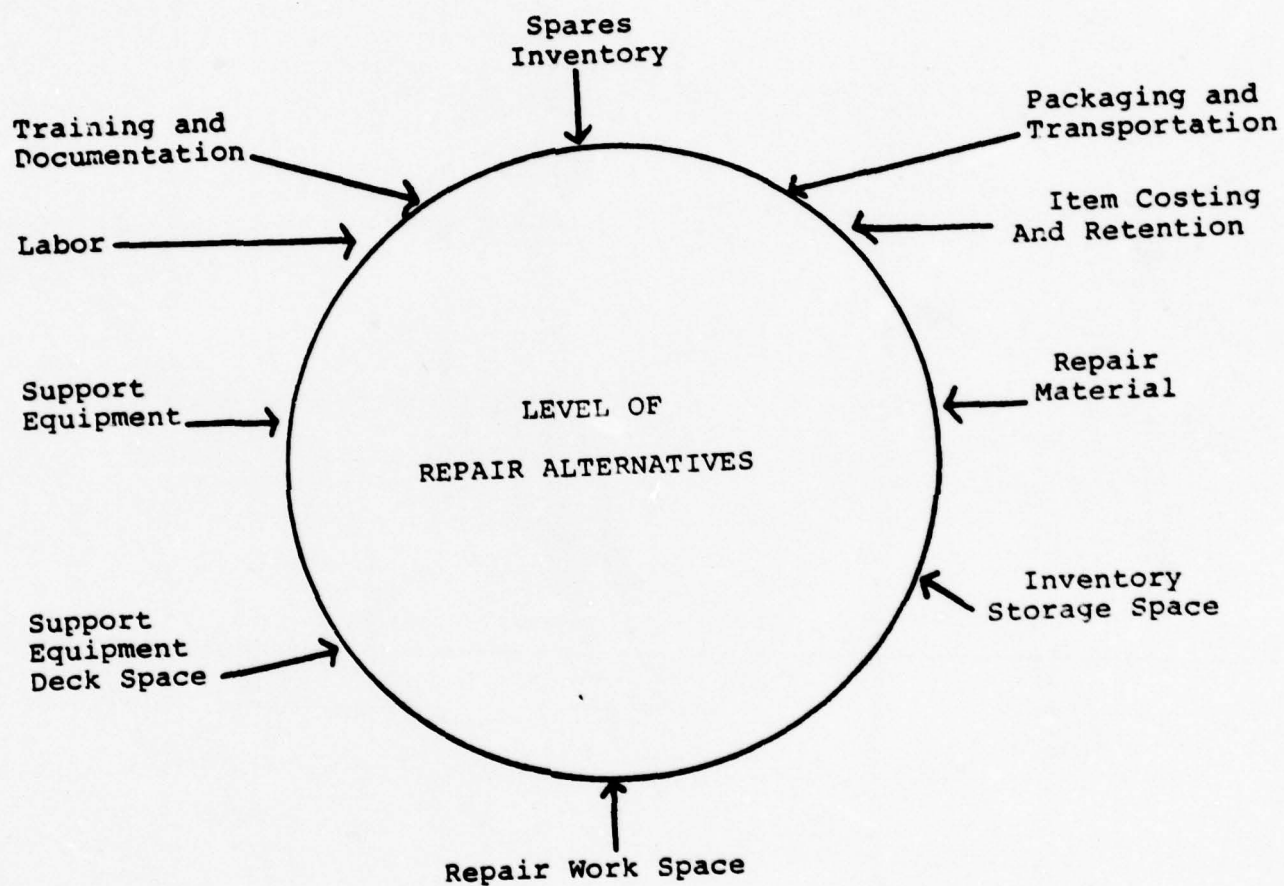 Spares
Inventory
Packaging and
Transportation
Training and
Documentation
Item Costing
And Retention
Labor
Repair
Material
Support
Equipment
LEVEL OF
REPAIR ALTERNATIVES
Inventory
Storage Space
Support
Equipment
Deck Space
Repair Work Space